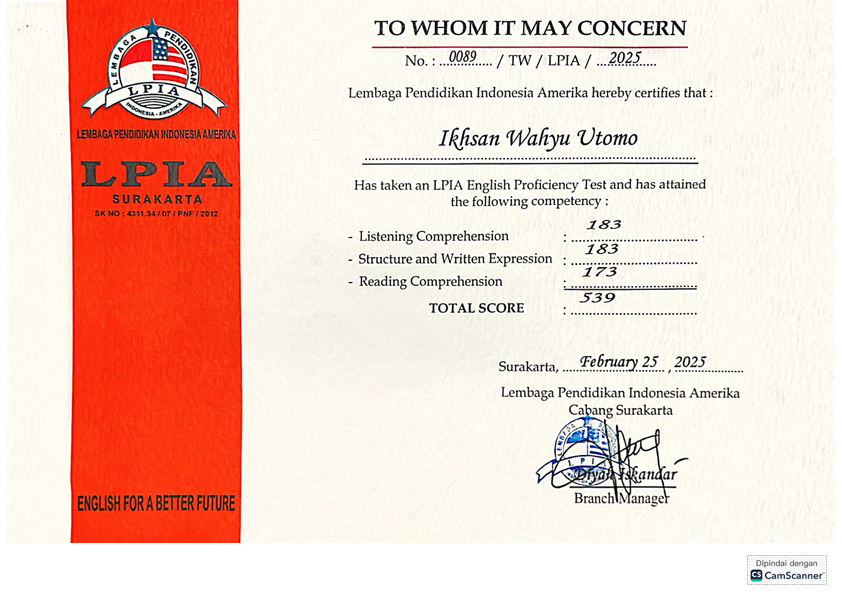 LEMBAGA PENDIDIKAN
LPIA
INDONESIA - AMERIKA
LEMBAGA PENDIDIKAN INDONESIA AMERIKA
LPIA
SURAKARTA
SK NO : 4311.34 / 07 / PNF / 2012
ENGLISH FOR A BETTER FUTURE
TO WHOM IT MAY CONCERN
No. : 0089 / TW / LPIA / 2025
Lembaga Pendidikan Indonesia Amerika hereby certifies that :
Ikhsan Wahyu Utomo
Has taken an LPIA English Proficiency Test and has attained
the following competency :
- Listening Comprehension : 183
- Structure and Written Expression : 183
- Reading Comprehension : 173
TOTAL SCORE : 539
Surakarta, February 25 , 2025
Lembaga Pendidikan Indonesia Amerika
Cabang Surakarta
LPI
Diyah Iskandar
Branch Manager
Dipindai dengan
CS CamScanner